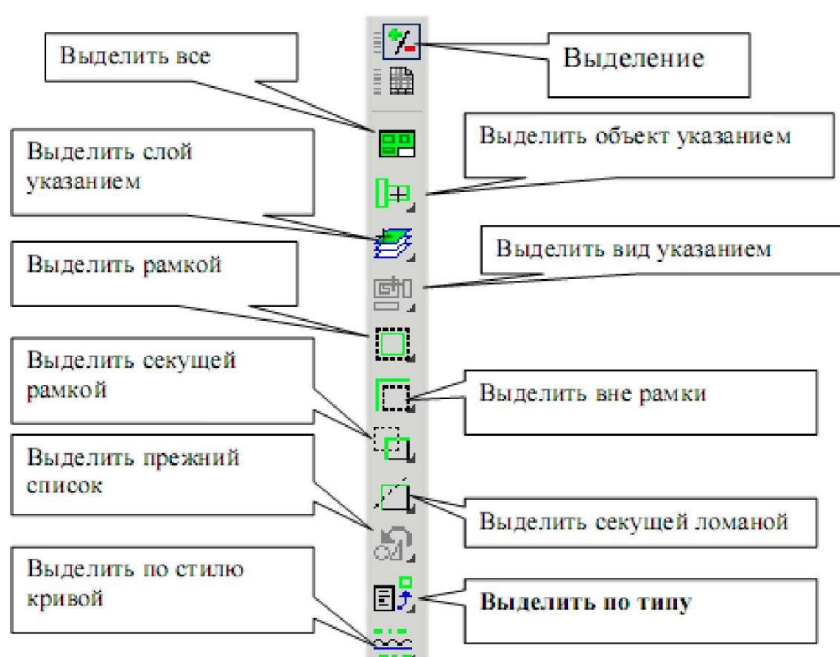 Выделить все
Выделение
Выделить объект указанием
Выделить слой
указанием
Выделить вид указанием
Выделить рамкой
Выделить секущей
рамкой
Выделить вне рамки
Выделить прежний
список
Выделить секущей ломаной
Выделить по стилю
кривой
Выделить по типу